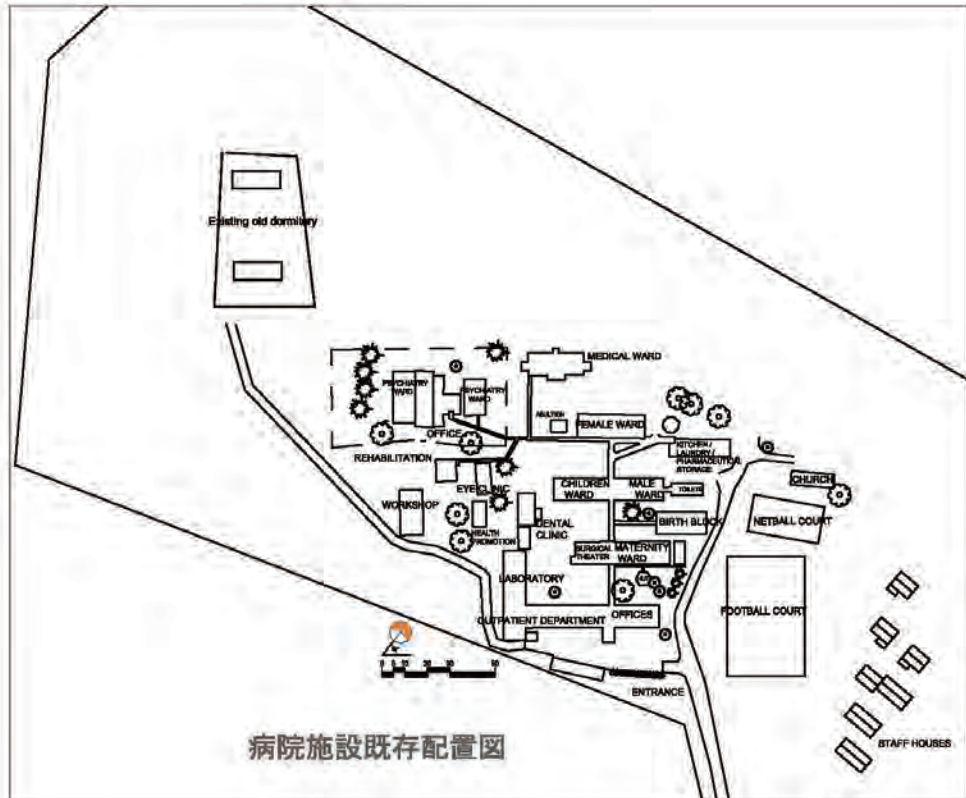 Existing old dormitary
MEDICAL WARD
PSYCHIATRY
WARD
PSYCHIATRY
WARD
FEMALE WARD
OFFICE
KITCHEN /
LAUNDRY /
PHARMACEUTICAL
STORAGE
REHABILITATION
CHURCH
EYE CLINIC
CHILDREN
WARD
MALE
WARD
TOILETS
WORKSHOP
NETBALL COURT
DENTAL
CLINIC
BIRTH BLOCK
HEALTH
PROMOTION
SURGICAL
THEATER
MATERNITY
WARD
LABORATORY
OFFICES
FOOTBALL COURT
OUTPATIENT DEPARTMENT
ENTRANCE
病院施設既存配置図
STAFF HOUSES